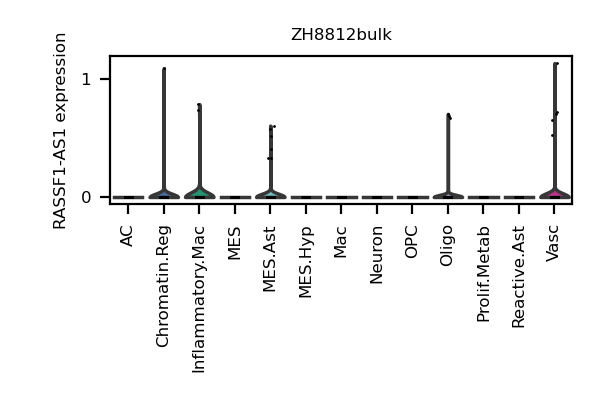 ZH8812bulk
RASSF1-AS1 expression
1
0
AC
Chromatin.Reg
Inflammatory.Mac
MES
MES.Ast
MES.Hyp
Mac
Neuron
OPC
Oligo
Prolif.Metab
Reactive.Ast
Vasc